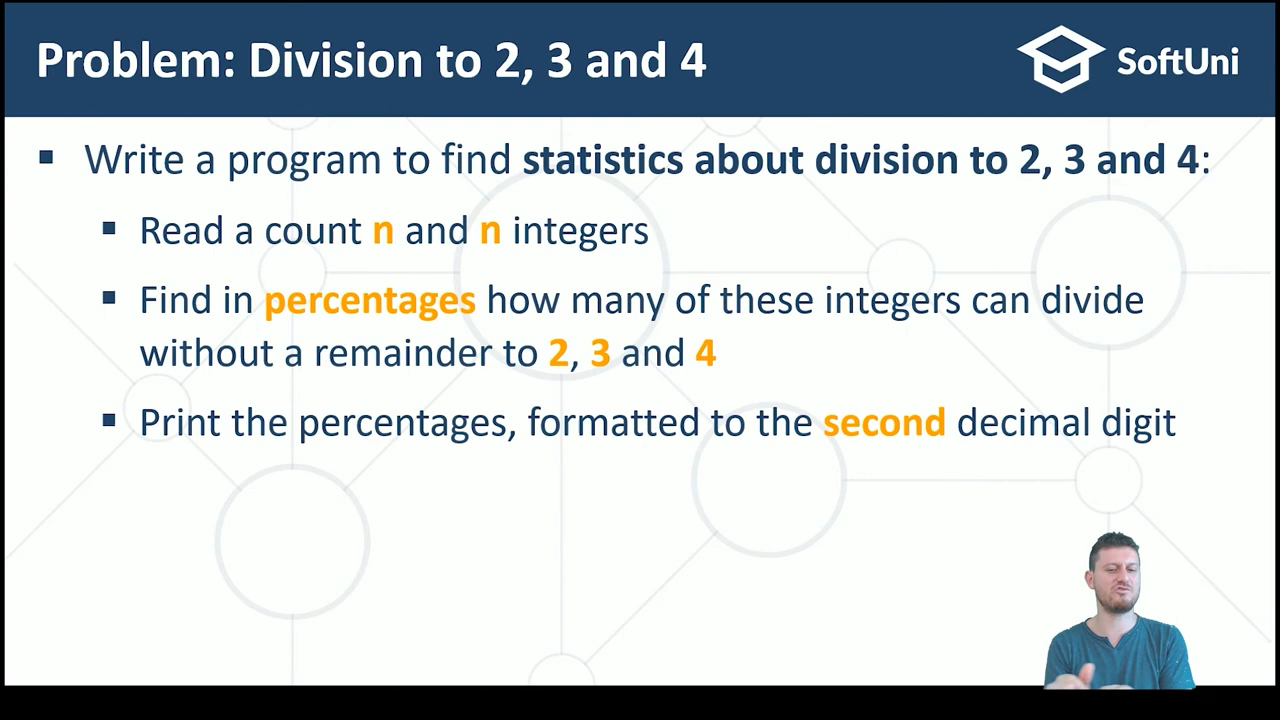 Problem: Division to 2, 3 and 4
SoftUni
▪ Write a program to find statistics about division to 2, 3 and 4:
▪ Read a count n and n integers
▪ Find in percentages how many of these integers can divide
without a remainder to 2, 3 and 4
▪ Print the percentages, formatted to the second decimal digit